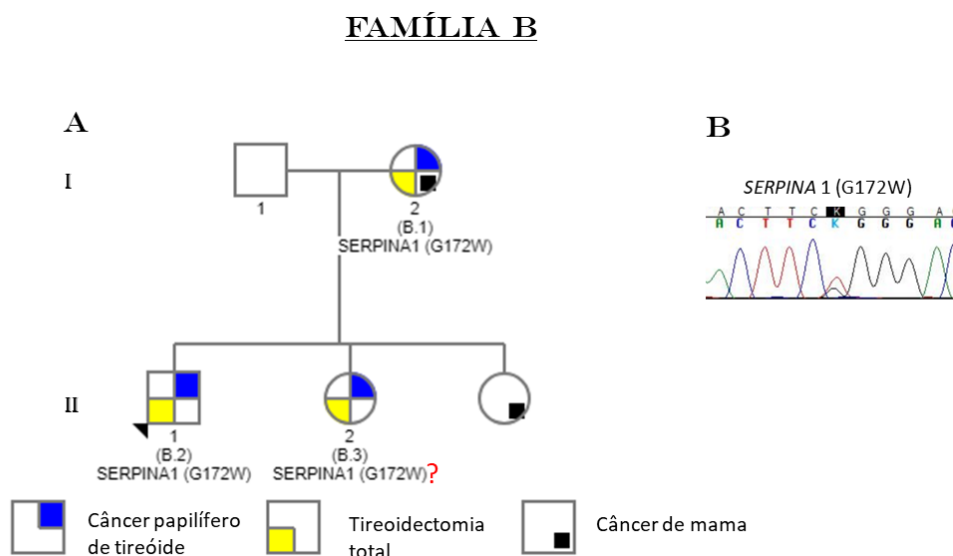 FAMÍLIA B
A
B
I
1
2
(B.1)
SERPINA1 (G172W)
SERPINA 1 (G172W)
A C T T C K G G G A
A C T T C K G G G A C
II
1
(B.2)
SERPINA1 (G172W)
2
(B.3)
SERPINA1 (G172W)?
Câncer papilífero
de tireóide
Tireoidectomia
total
Câncer de mama